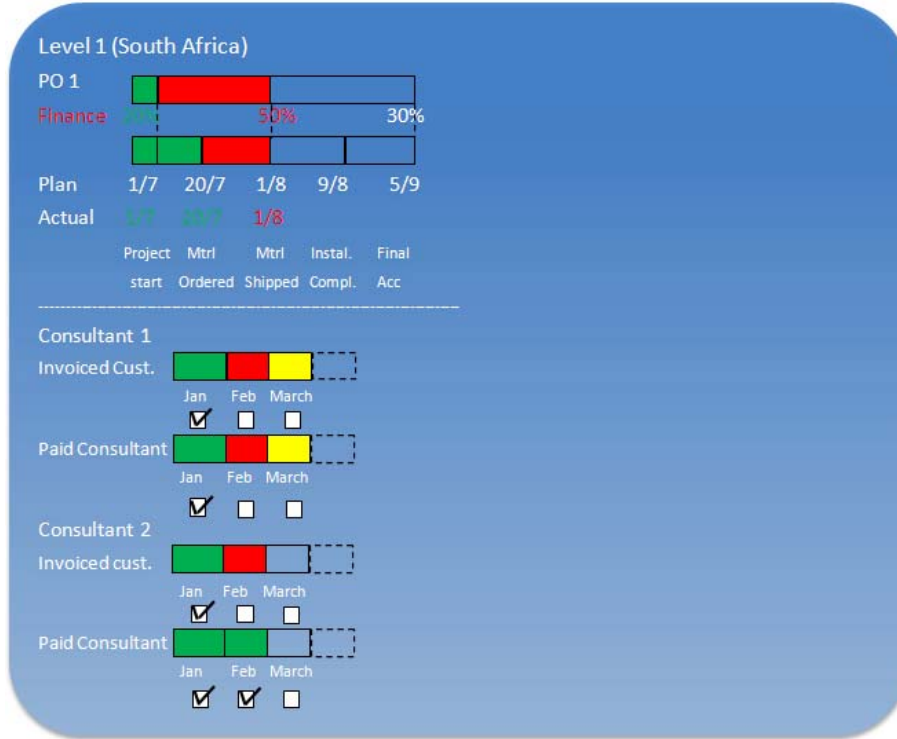 Level 1 (South Africa)
PO 1
Finance 20% 50% 30%
Plan 1/7 20/7 1/8 9/8 5/9
Actual 1/7 1/8
Project Mtrl Mtrl Instal. Final
start Ordered Shipped Compl. Acc
Consultant 1
Invoiced Cust.
Jan Feb March
Paid Consultant
Jan Feb March
Consultant 2
Invoiced cust.
Jan Feb March
Paid Consultant
Jan Feb March